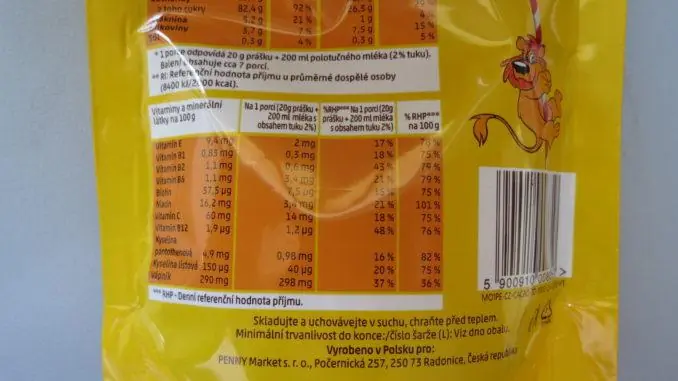 z toho cukry 82,4 g 92% 26,5 g 29%
Vláknina 5,2 g 21% 1 g 4%
Bílkoviny 3,7 g 7% 7,5 g 15%
Sůl 0,3 g 4% 0,3 g 5%
* 1 porce odpovídá 20 g prášku + 200 ml polotučného mléka (2% tuku).
Balení obsahuje cca 7 porcí.
** RI: Referenční hodnota příjmu u průměrné dospělé osoby
(8400 kJ/2000 kcal).
Vitamíny a minerální látky na 100 g Na 1 porci (20g prášku + 200 ml mléka s obsahem tuku 2%) %RHP*** Na 1 porci (20g prášku + 200 ml mléka s obsahem tuku 2%) % RHP*** na 100 g
Vitamin E 9,4 mg 2 mg 17% 78%
Vitamin B1 0,83 mg 0,3 mg 18% 75%
Vitamin B2 1,1 mg 0,6 mg 43% 79%
Vitamin B6 1,1 mg 3,4 mg 21% 79%
Biotin 37,5 µg 7,5 µg 15% 75%
Niacin 16,2 mg 3,4 mg 21% 101%
Vitamin C 60 mg 14 mg 18% 75%
Vitamin B12 1,9 µg 1,2 µg 48% 76%
Kyselina
pantothenová 4,9 mg 0,98 mg 16% 82%
Kyselina listová 150 µg 40 µg 20% 75%
Vápník 290 mg 298 mg 37% 36%
***RHP - Denní referenční hodnota příjmu.
Skladujte a uchovávejte v suchu, chraňte před teplem.
Minimální trvanlivost do konce:/číslo šarže (L): Viz dno obalu.
Vyrobeno v Polsku pro:
PENNY Market s. r. o., Počernická 257, 250 73 Radonice, Česká republika
5 900910